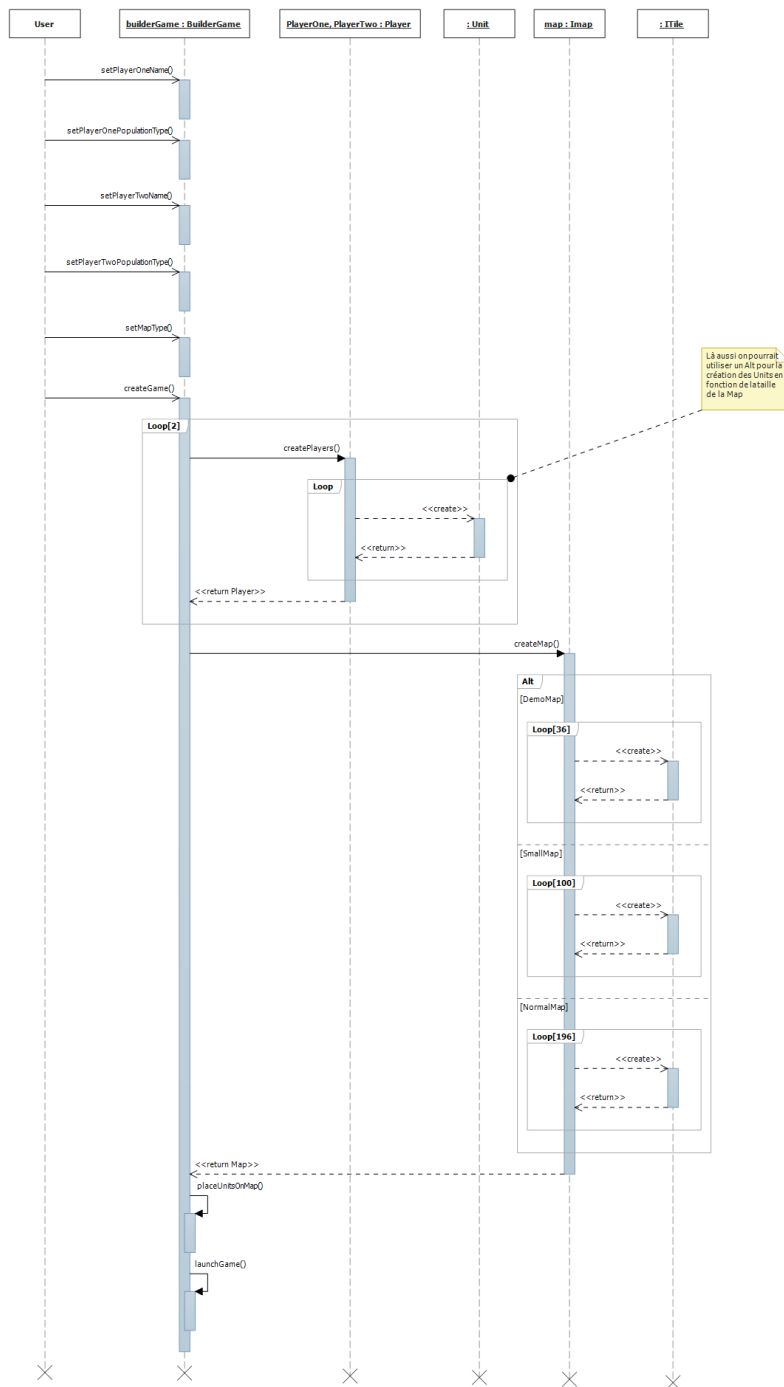 User
builderGame : BuilderGame
PlayerOne, PlayerTwo : Player
: Unit
map : Imap
: ITile
setPlayerOneName()
setPlayerOnePopulationType()
setPlayerTwoName()
setPlayerTwoPopulationType()
setMapType()
createGame()
Là aussi on pourrait
utiliser un Alt pour la
création des Units en
fonction de la taille
de la Map
Loop[2]
createPlayers()
Loop
<<create>>
<<return>>
<<return Player>>
createMap()
Alt
[DemoMap]
Loop[36]
<<create>>
<<return>>
[SmallMap]
Loop[100]
<<create>>
<<return>>
[NormalMap]
Loop[196]
<<create>>
<<return>>
<<return Map>>
placeUnitsOnMap()
launchGame()